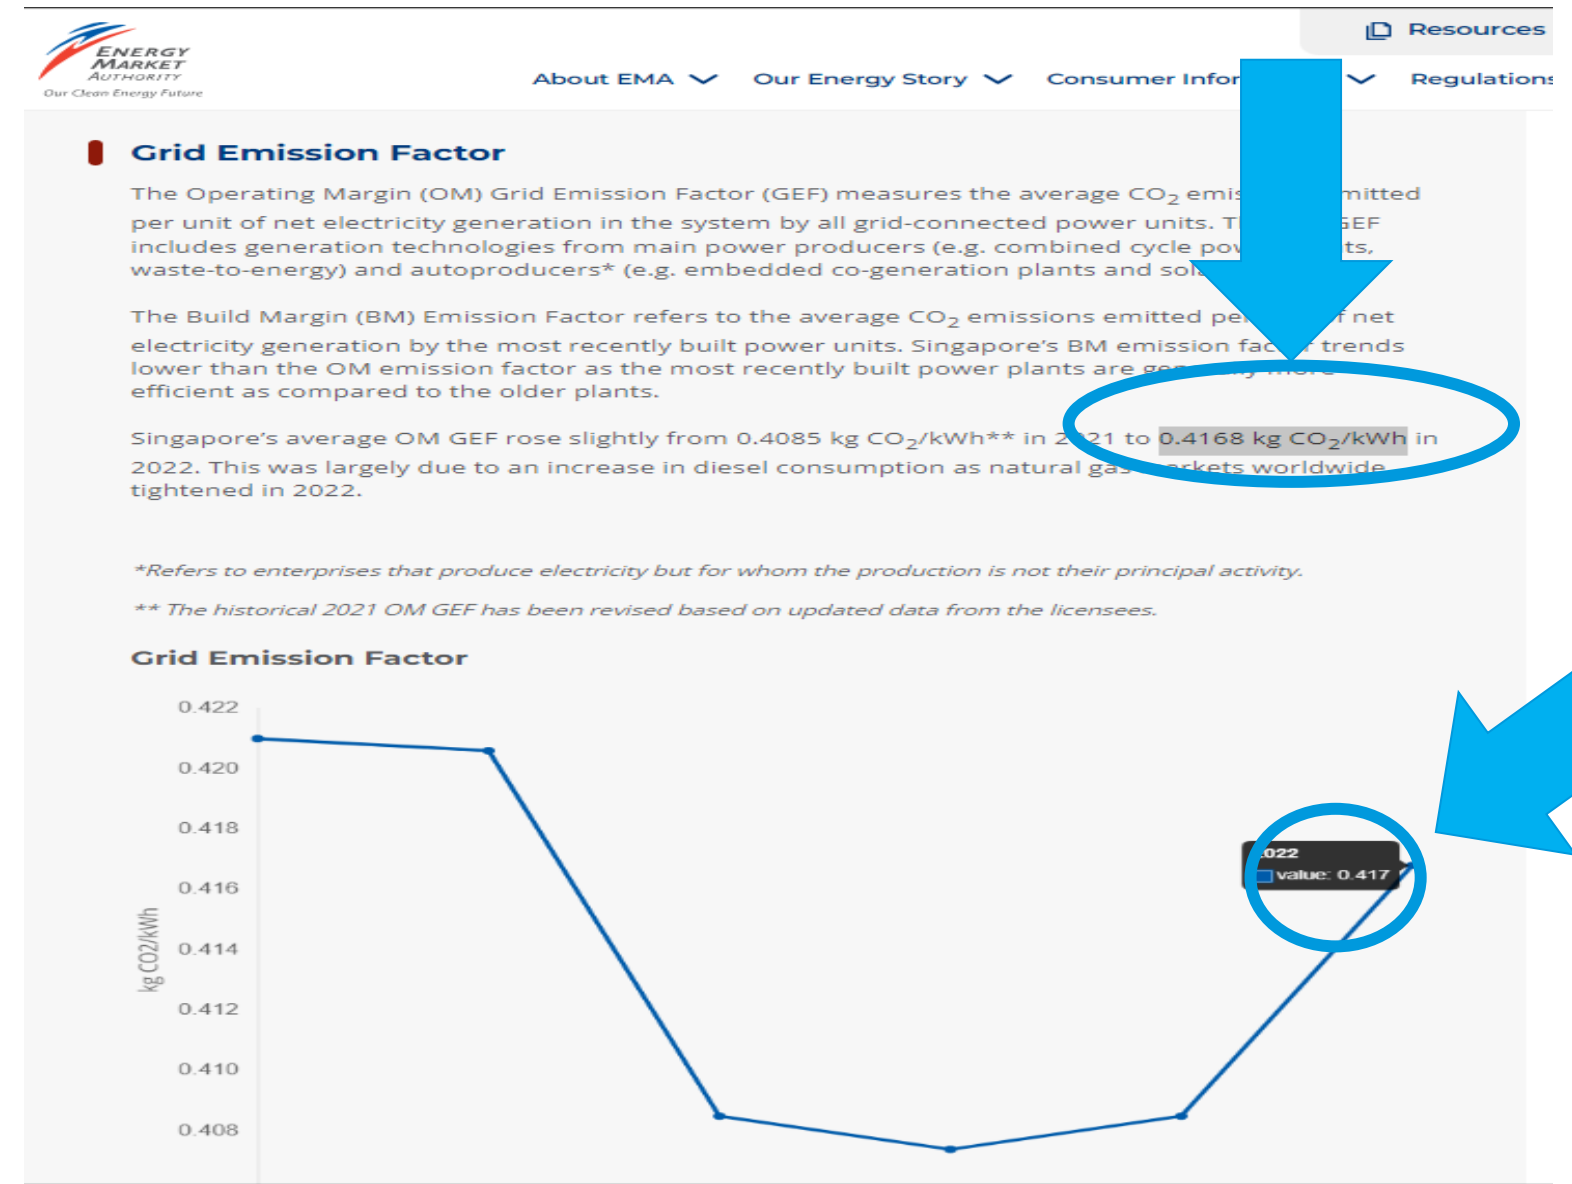 Resources
ENERGY
MARKET
AUTHORITY
Our Clean Energy Future
About EMA Our Energy Story Consumer Regulations
Grid Emission Factor
The Operating Margin (OM) Grid Emission Factor (GEF) measures the average CO₂
per unit of net electricity generation in the system by all grid-connected power units. GEF
includes generation technologies from main power producers (e.g. combined cycle
waste-to-energy) and autoproducers* (e.g. embedded co-generation plants and
The Build Margin (BM) Emission Factor refers to the average CO₂ emissions emitted net
electricity generation by the most recently built power units. Singapore's BM emission factor trends
lower than the OM emission factor as the most recently built power plants are generally more
efficient as compared to the older plants.
Singapore's average OM GEF rose slightly from 0.4085 kg CO₂/kWh** in 2021 to 0.4168 kg CO₂/kWh in
2022. This was largely due to an increase in diesel consumption as natural gas markets worldwide
tightened in 2022.
*Refers to enterprises that produce electricity but for whom the production is not their principal activity.
** The historical 2021 OM GEF has been revised based on updated data from the licensees.
Grid Emission Factor
0.422
0.420
0.418
2022
value: 0.417
0.416
kg CO2/kWh
0.414
0.412
0.410
0.408